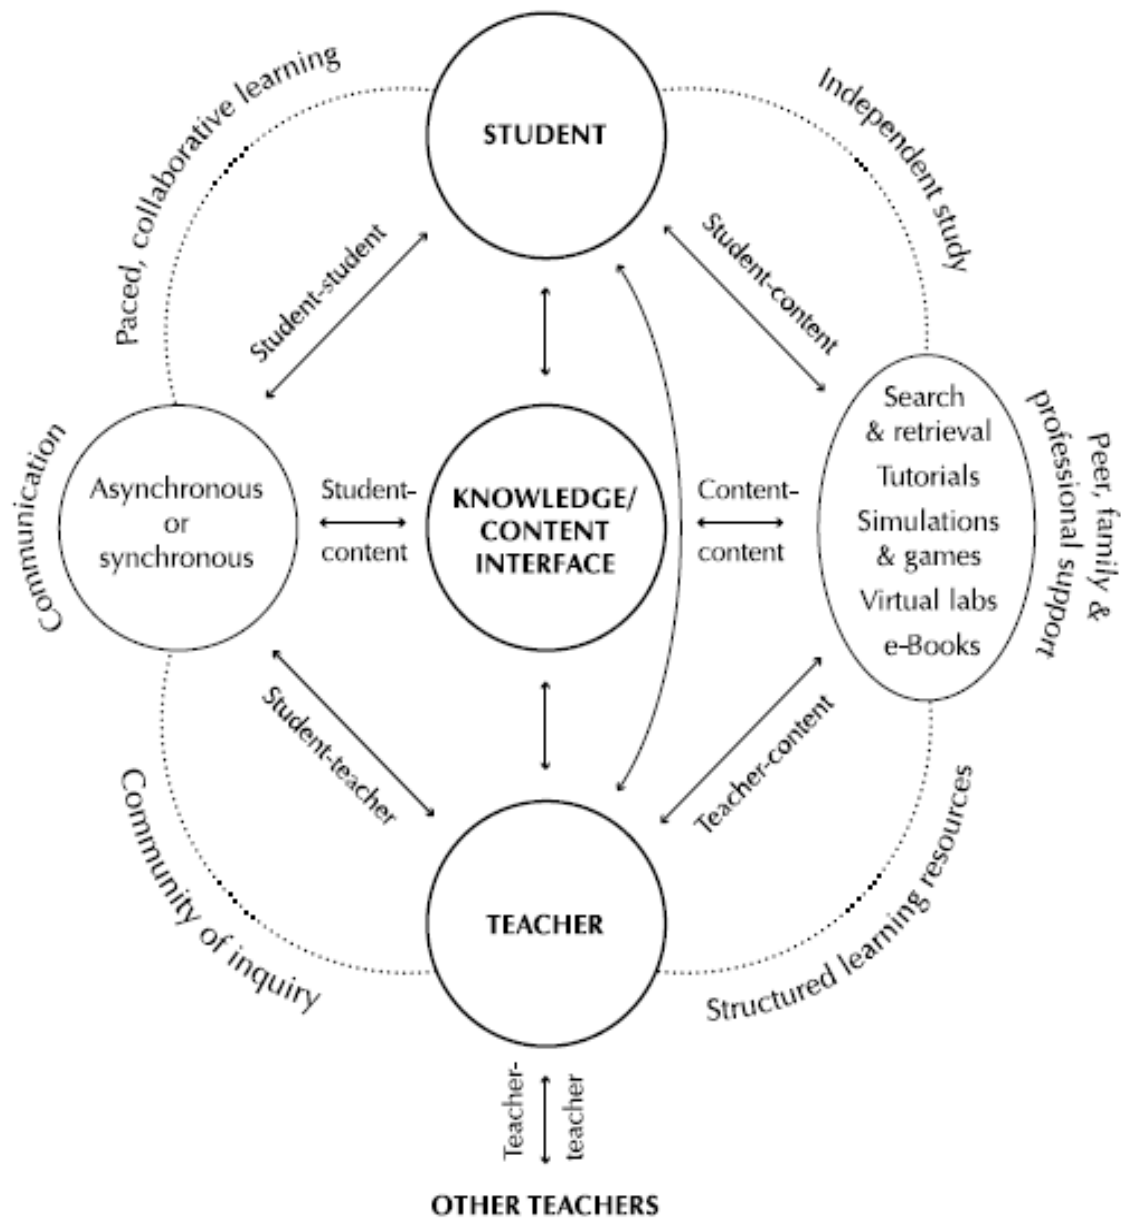 STUDENT
Paced, collaborative learning
Independent study
Student-student
Student-content
Communication
Asynchronous
or
synchronous
Student-
content
KNOWLEDGE/
CONTENT
INTERFACE
Content-
content
Search
& retrieval
Tutorials
Simulations
& games
Virtual labs
e-Books
Peer, family &
professional support
Student-teacher
Teacher-content
Community of inquiry
TEACHER
Structured learning resources
Teacher-
teacher
OTHER TEACHERS